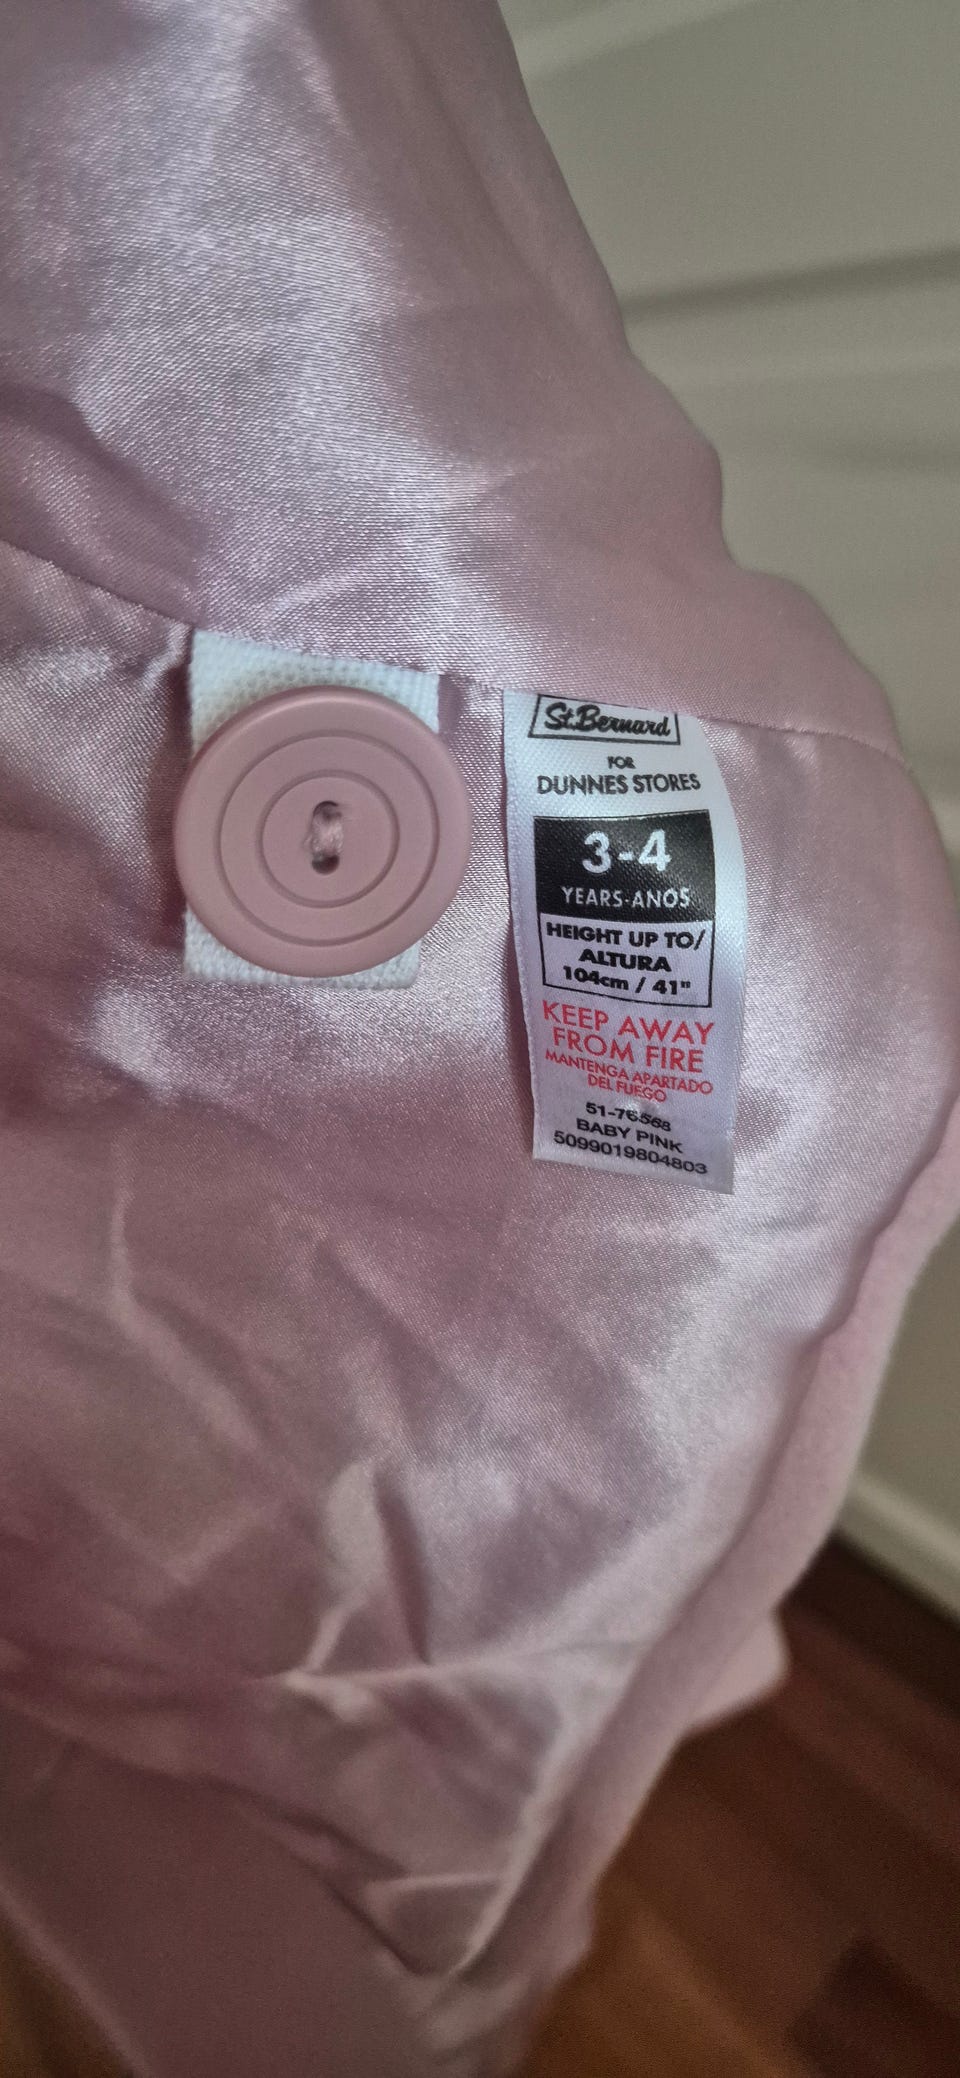 St.Bernard
FOR
DUNNES STORES
3-4
YEARS-ANOS
HEIGHT UP TO/
ALTURA
104cm / 41"
KEEP AWAY
FROM FIRE
MANTENGA APARTADO
DEL FUEGO
51-76568
BABY PINK
5099019804803